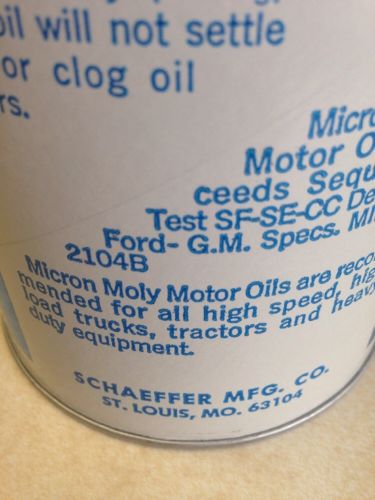 oil will not settle
or clog oil
rs.
Micro
Motor O
ceeds Sequ
Test SF-SE-CC De
Ford- G.M. Specs. Mi
2104B
Micron Moly Motor Oils are reco
mended for all high speed, hig
load trucks, tractors and heavy
duty equipment.
SCHAEFFER MFG. CO.
ST. LOUIS, MO. 63104